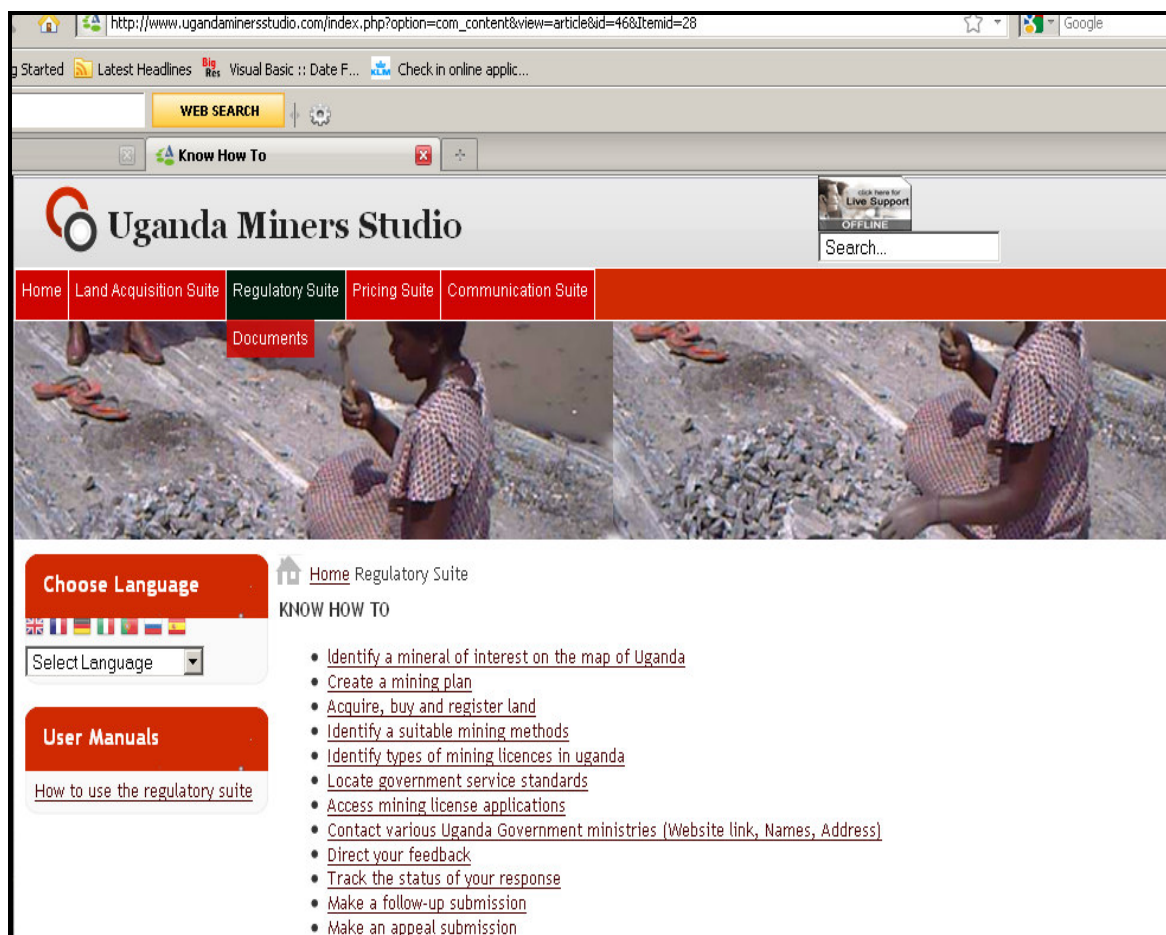 http://www.ugandaminersstudio.com/index.php?option=com_content&view=article&id=46&Itemid=28
Google
g Started Latest Headlines Big Res Visual Basic :: Date F... KLM Check in online applic...
WEB SEARCH
Know How To
Uganda Miners Studio
click here for
Live Support
OFFLINE
Search...
Home Land Acquisition Suite Regulatory Suite Pricing Suite Communication Suite
Documents
Choose Language
Select Language
User Manuals
How to use the regulatory suite
Home Regulatory Suite
KNOW HOW TO
Identify a mineral of interest on the map of Uganda
Create a mining plan
Acquire, buy and register land
Identify a suitable mining methods
Identify types of mining licences in uganda
Locate government service standards
Access mining license applications
Contact various Uganda Government ministries (Website link, Names, Address)
Direct your feedback
Track the status of your response
Make a follow-up submission
Make an appeal submission